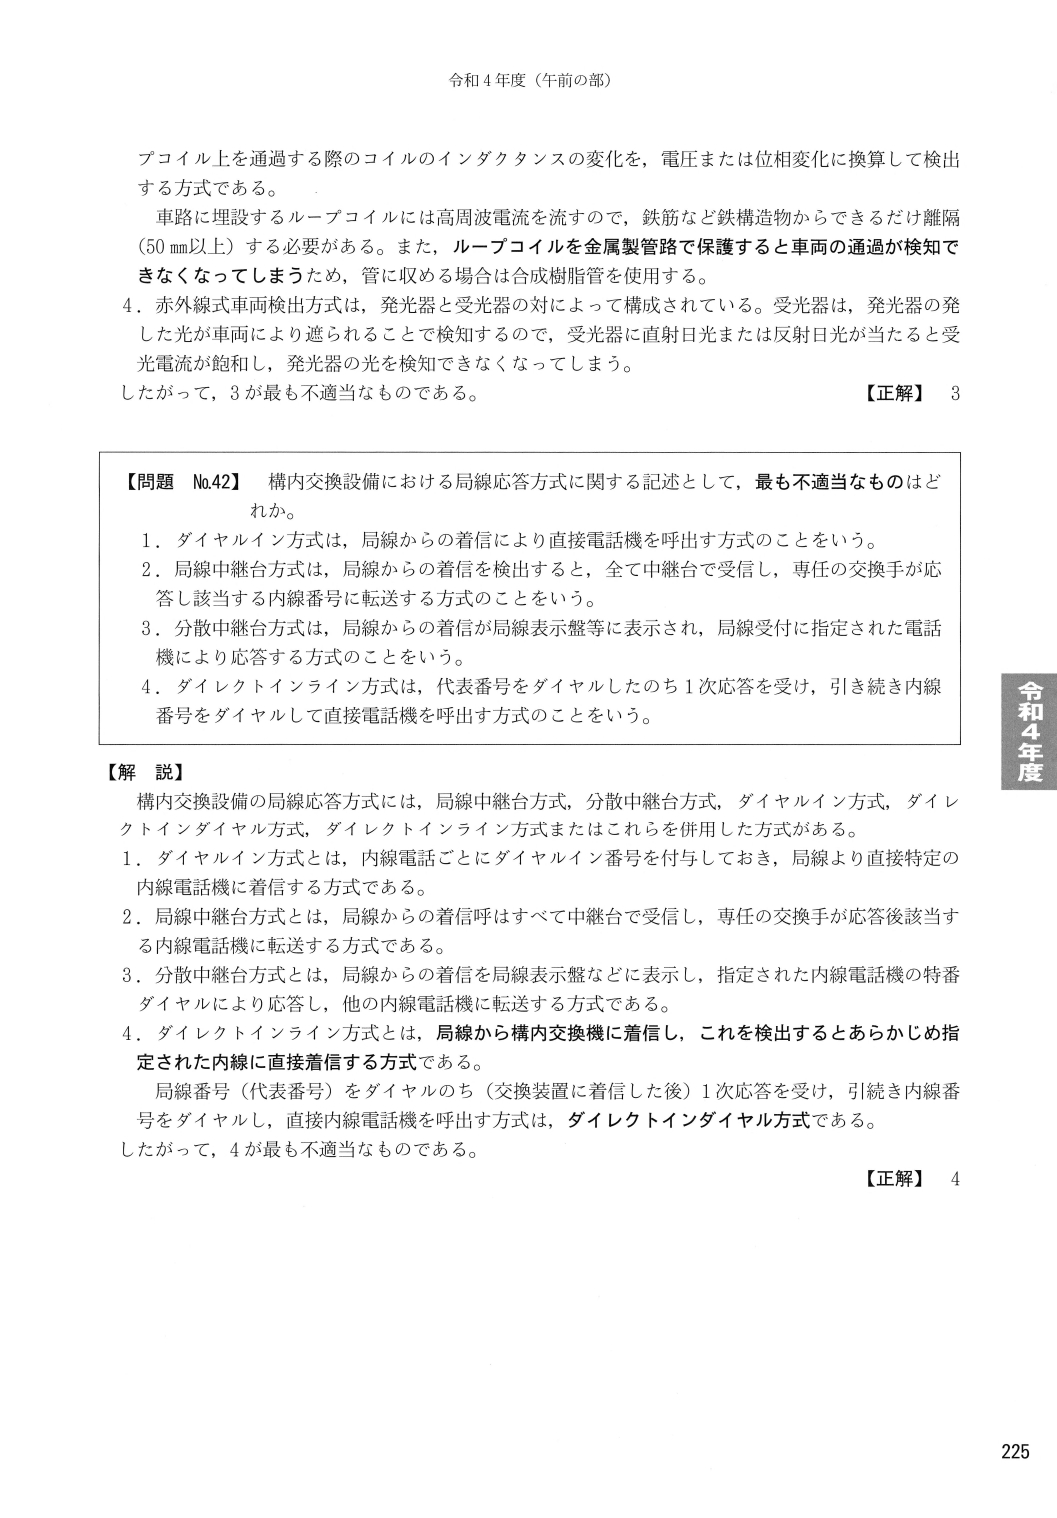 令和4年度（午前の部）
プコイル上を通過する際のコイルのインダクタンスの変化を，電圧または位相変化に換算して検出
する方式である。
車路に埋設するループコイルには高周波電流を流すので，鉄筋など鉄構造物からできるだけ離隔
（50㎜以上）する必要がある。また，ループコイルを金属製管路で保護すると車両の通過が検知で
きなくなってしまうため，管に収める場合は合成樹脂管を使用する。
4．赤外線式車両検出方式は，発光器と受光器の対によって構成されている。受光器は，発光器の発
した光が車両により遮られることで検知するので，受光器に直射日光または反射日光が当たると受
光電流が飽和し，発光器の光を検知できなくなってしまう。
したがって，3が最も不適当なものである。 【正解】 3
【問題 №42】 構内交換設備における局線応答方式に関する記述として，最も不適当なものはど
れか。
1．ダイヤルイン方式は，局線からの着信により直接電話機を呼出す方式のことをいう。
2．局線中継台方式は，局線からの着信を検出すると，全て中継台で受信し，専任の交換手が応
答し該当する内線番号に転送する方式のことをいう。
3．分散中継台方式は，局線からの着信が局線表示盤等に表示され，局線受付に指定された電話
機により応答する方式のことをいう。
4．ダイレクトインライン方式は，代表番号をダイヤルしたのち1次応答を受け，引き続き内線
番号をダイヤルして直接電話機を呼出す方式のことをいう。
令和4年度
【解 説】
構内交換設備の局線応答方式には，局線中継台方式，分散中継台方式，ダイヤルイン方式，ダイレ
クトインダイヤル方式，ダイレクトインライン方式またはこれらを併用した方式がある。
1．ダイヤルイン方式とは，内線電話ごとにダイヤルイン番号を付与しておき，局線より直接特定の
内線電話機に着信する方式である。
2．局線中継台方式とは，局線からの着信呼はすべて中継台で受信し，専任の交換手が応答後該当す
る内線電話機に転送する方式である。
3．分散中継台方式とは，局線からの着信を局線表示盤などに表示し，指定された内線電話機の特番
ダイヤルにより応答し，他の内線電話機に転送する方式である。
4．ダイレクトインライン方式とは，局線から構内交換機に着信し，これを検出するとあらかじめ指
定された内線に直接着信する方式である。
局線番号（代表番号）をダイヤルのち（交換装置に着信した後）1次応答を受け，引続き内線番
号をダイヤルし，直接内線電話機を呼出す方式は，ダイレクトインダイヤル方式である。
したがって，4が最も不適当なものである。
【正解】 4
225